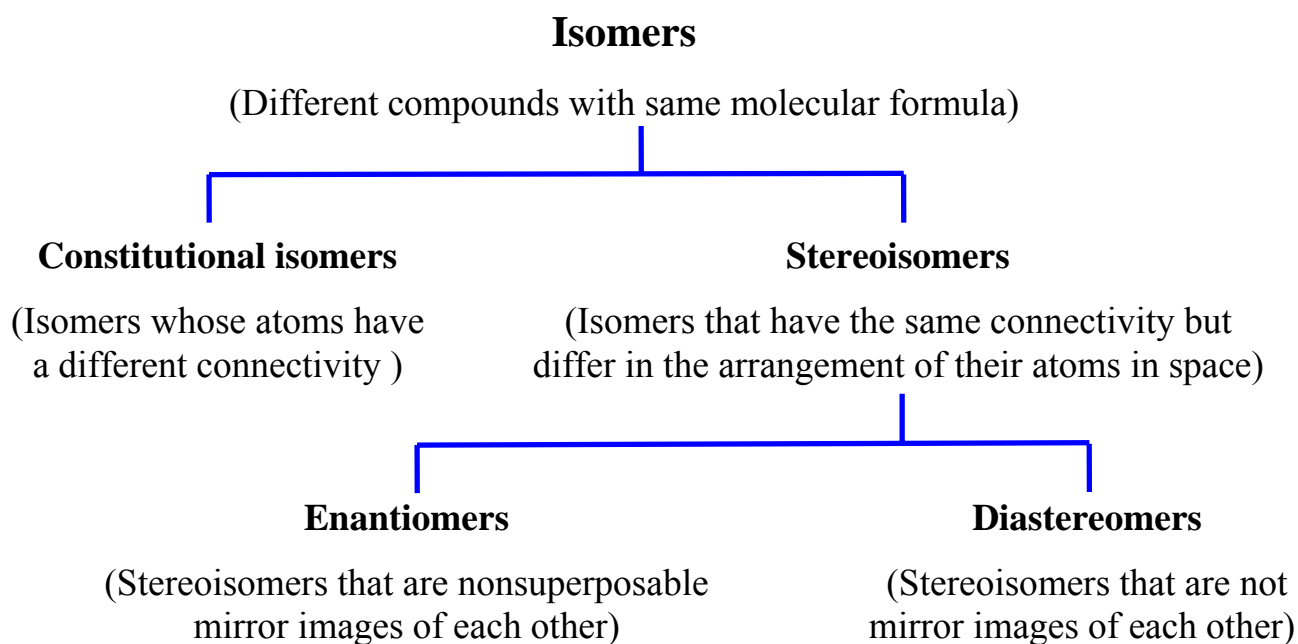 Isomers
(Different compounds with same molecular formula)
Constitutional isomers
Stereoisomers
(Isomers whose atoms have
a different connectivity )
(Isomers that have the same connectivity but
differ in the arrangement of their atoms in space)
Enantiomers
Diastereomers
(Stereoisomers that are nonsuperposable
mirror images of each other)
(Stereoisomers that are not
mirror images of each other)